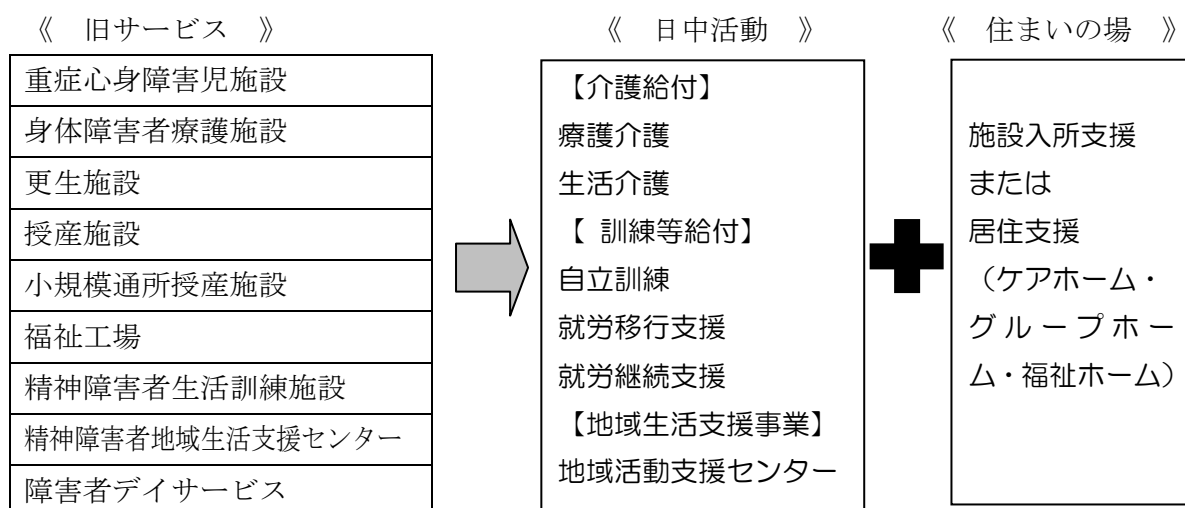 《 旧サービス 》
重症心身障害児施設
身体障害者療護施設
更生施設
授産施設
小規模通所授産施設
福祉工場
精神障害者生活訓練施設
精神障害者地域生活支援センター
障害者デイサービス
《 日中活動 》
【介護給付】
療護介護
生活介護
【 訓練等給付】
自立訓練
就労移行支援
就労継続支援
【地域生活支援事業】
地域活動支援センター
《 住まいの場 》
施設入所支援
または
居住支援
（ケアホーム・
グループホー
ム・福祉ホーム）